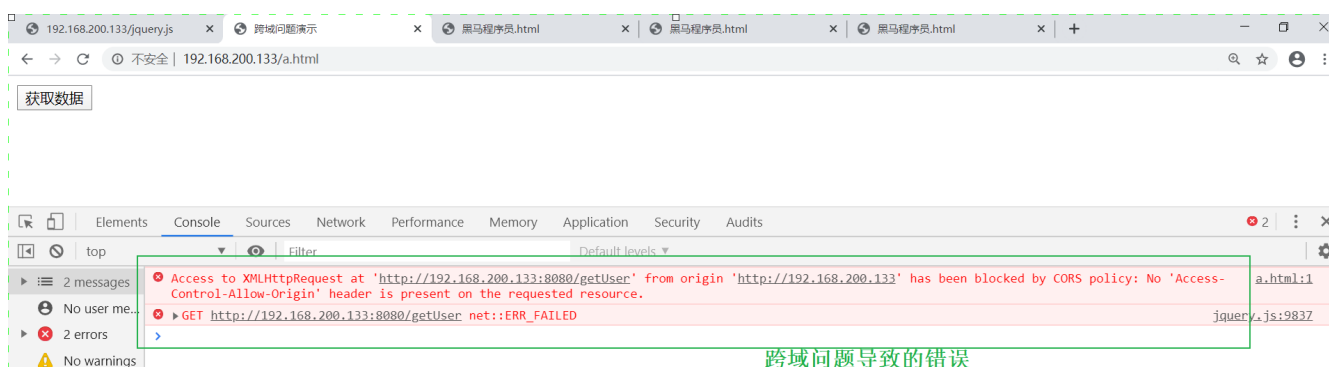 192.168.200.133/jquery.js × 跨域问题演示 × 黑马程序员.html × 黑马程序员.html × 黑马程序员.html × +
不安全 | 192.168.200.133/a.html
获取数据
Elements Console Sources Network Performance Memory Application Security Audits 2
top Filter Default levels
2 messages
No user me...
2 errors
No warnings
Access to XMLHttpRequest at 'http://192.168.200.133:8080/getUser' from origin 'http://192.168.200.133' has been blocked by CORS policy: No 'Access- a.html:1
Control-Allow-Origin' header is present on the requested resource.
GET http://192.168.200.133:8080/getUser net::ERR_FAILED jquery.js:9837
跨域问题导致的错误